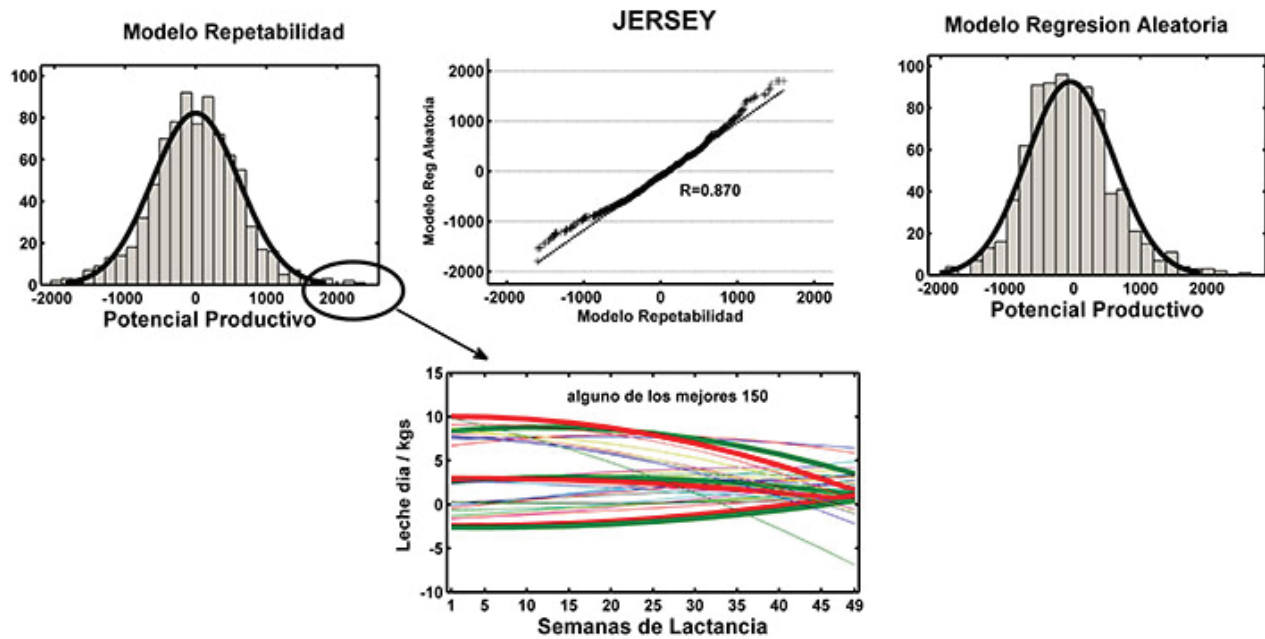 JERSEY
Modelo Repetabilidad
100
80
60
40
20
0
-2000 -1000 0 1000 2000
Potencial Productivo
Modelo Reg Aleatoria
2000
1000
0
-1000
-2000
R=0.870
-2000 -1000 0 1000 2000
Modelo Repetabilidad
Modelo Regresion Aleatoria
100
80
60
40
20
0
-2000 -1000 0 1000 2000
Potencial Productivo
alguno de los mejores 150
Leche dia / kgs
15
10
5
0
-5
-10
1 5 10 15 20 25 30 35 40 45 49
Semanas de Lactancia